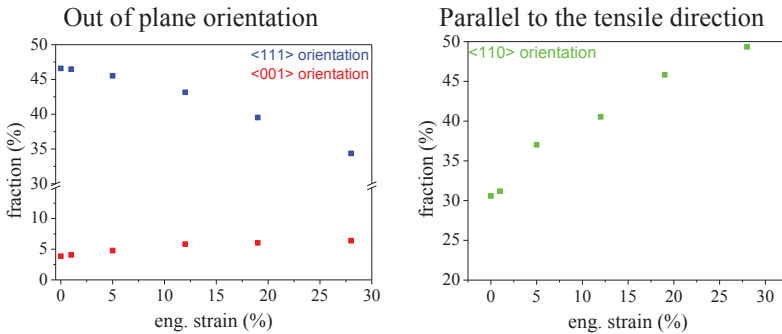 Out of plane orientation
<111> orientation
<001> orientation
50
45
40
35
30
10
5
0
fraction (%)
0 5 10 15 20 25 30
eng. strain (%)
Parallel to the tensile direction
<110> orientation
50
45
40
35
30
25
20
fraction (%)
0 5 10 15 20 25 30
eng. strain (%)